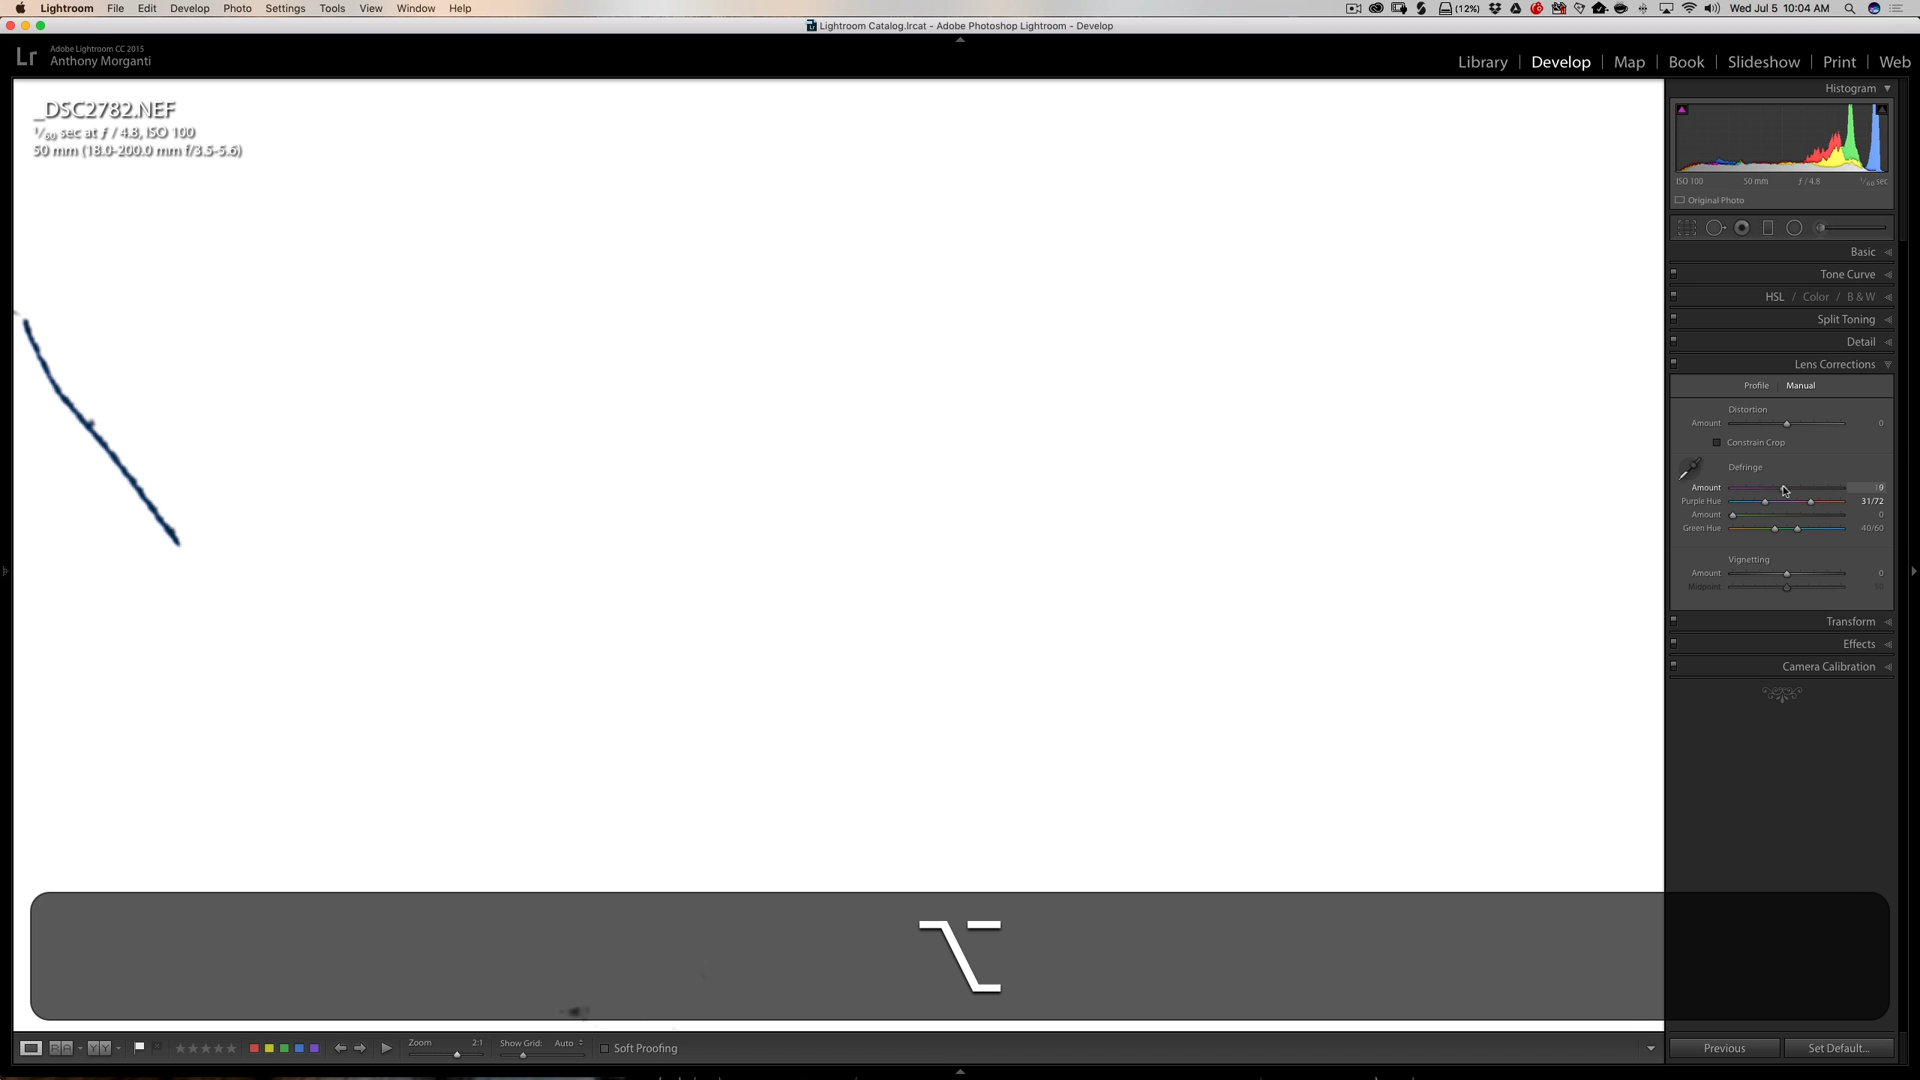 Lightroom File Edit Develop Photo Settings Tools View Window Help (12%) Wed Jul 5 10:04 AM
Lightroom Catalog.lrcat - Adobe Photoshop Lightroom - Develop
Lr Adobe Lightroom CC 2015
Anthony Morganti
Library | Develop | Map | Book | Slideshow | Print | Web
_DSC2782.NEF
1/60 sec at ƒ / 4.8, ISO 100
50 mm (18.0-200.0 mm f/3.5-5.6)
Histogram
ISO 100 50 mm ƒ / 4.8 1/60 sec
Original Photo
Basic
Tone Curve
HSL / Color / B & W
Split Toning
Detail
Lens Corrections
Profile Manual
Distortion
Amount 0
Constrain Crop
Defringe
Amount
Purple Hue 31/72
Amount 0
Green Hue 40/60
Vignetting
Amount 0
Midpoint
Transform
Effects
Camera Calibration
⌥
R A Y Y Zoom 2:1 Show Grid: Auto Soft Proofing
Previous Set Default...